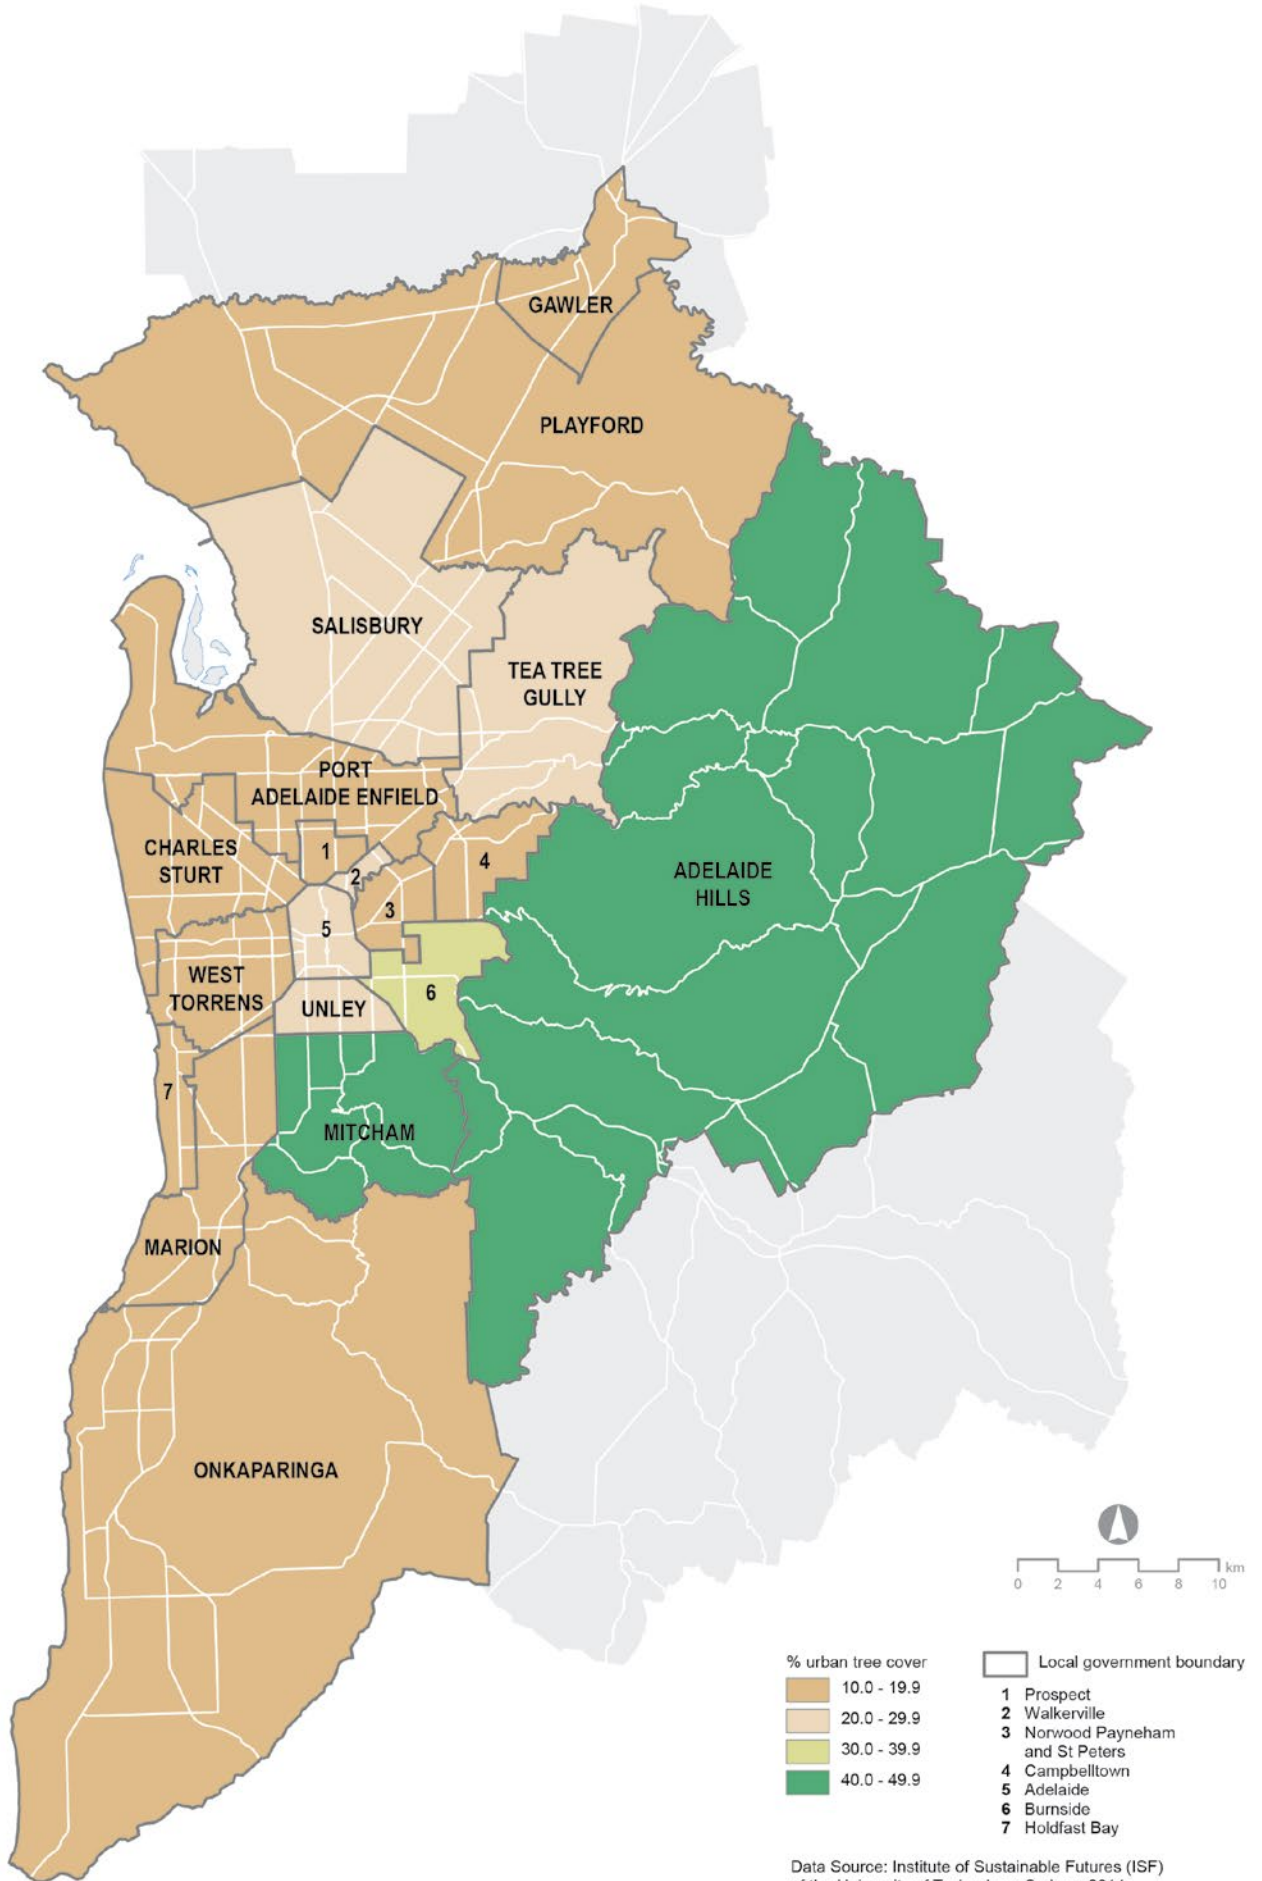 GAWLER
PLAYFORD
SALISBURY
TEA TREE
GULLY
PORT
ADELAIDE ENFIELD
CHARLES
STURT
1
2
3
4
5
6
7
ADELAIDE
HILLS
WEST
TORRENS
UNLEY
MITCHAM
MARION
ONKAPARINGA
km
0 2 4 6 8 10
% urban tree cover
10.0 - 19.9
20.0 - 29.9
30.0 - 39.9
40.0 - 49.9
Local government boundary
1 Prospect
2 Walkerville
3 Norwood Payneham
and St Peters
4 Campbelltown
5 Adelaide
6 Burnside
7 Holdfast Bay
Data Source: Institute of Sustainable Futures (ISF)